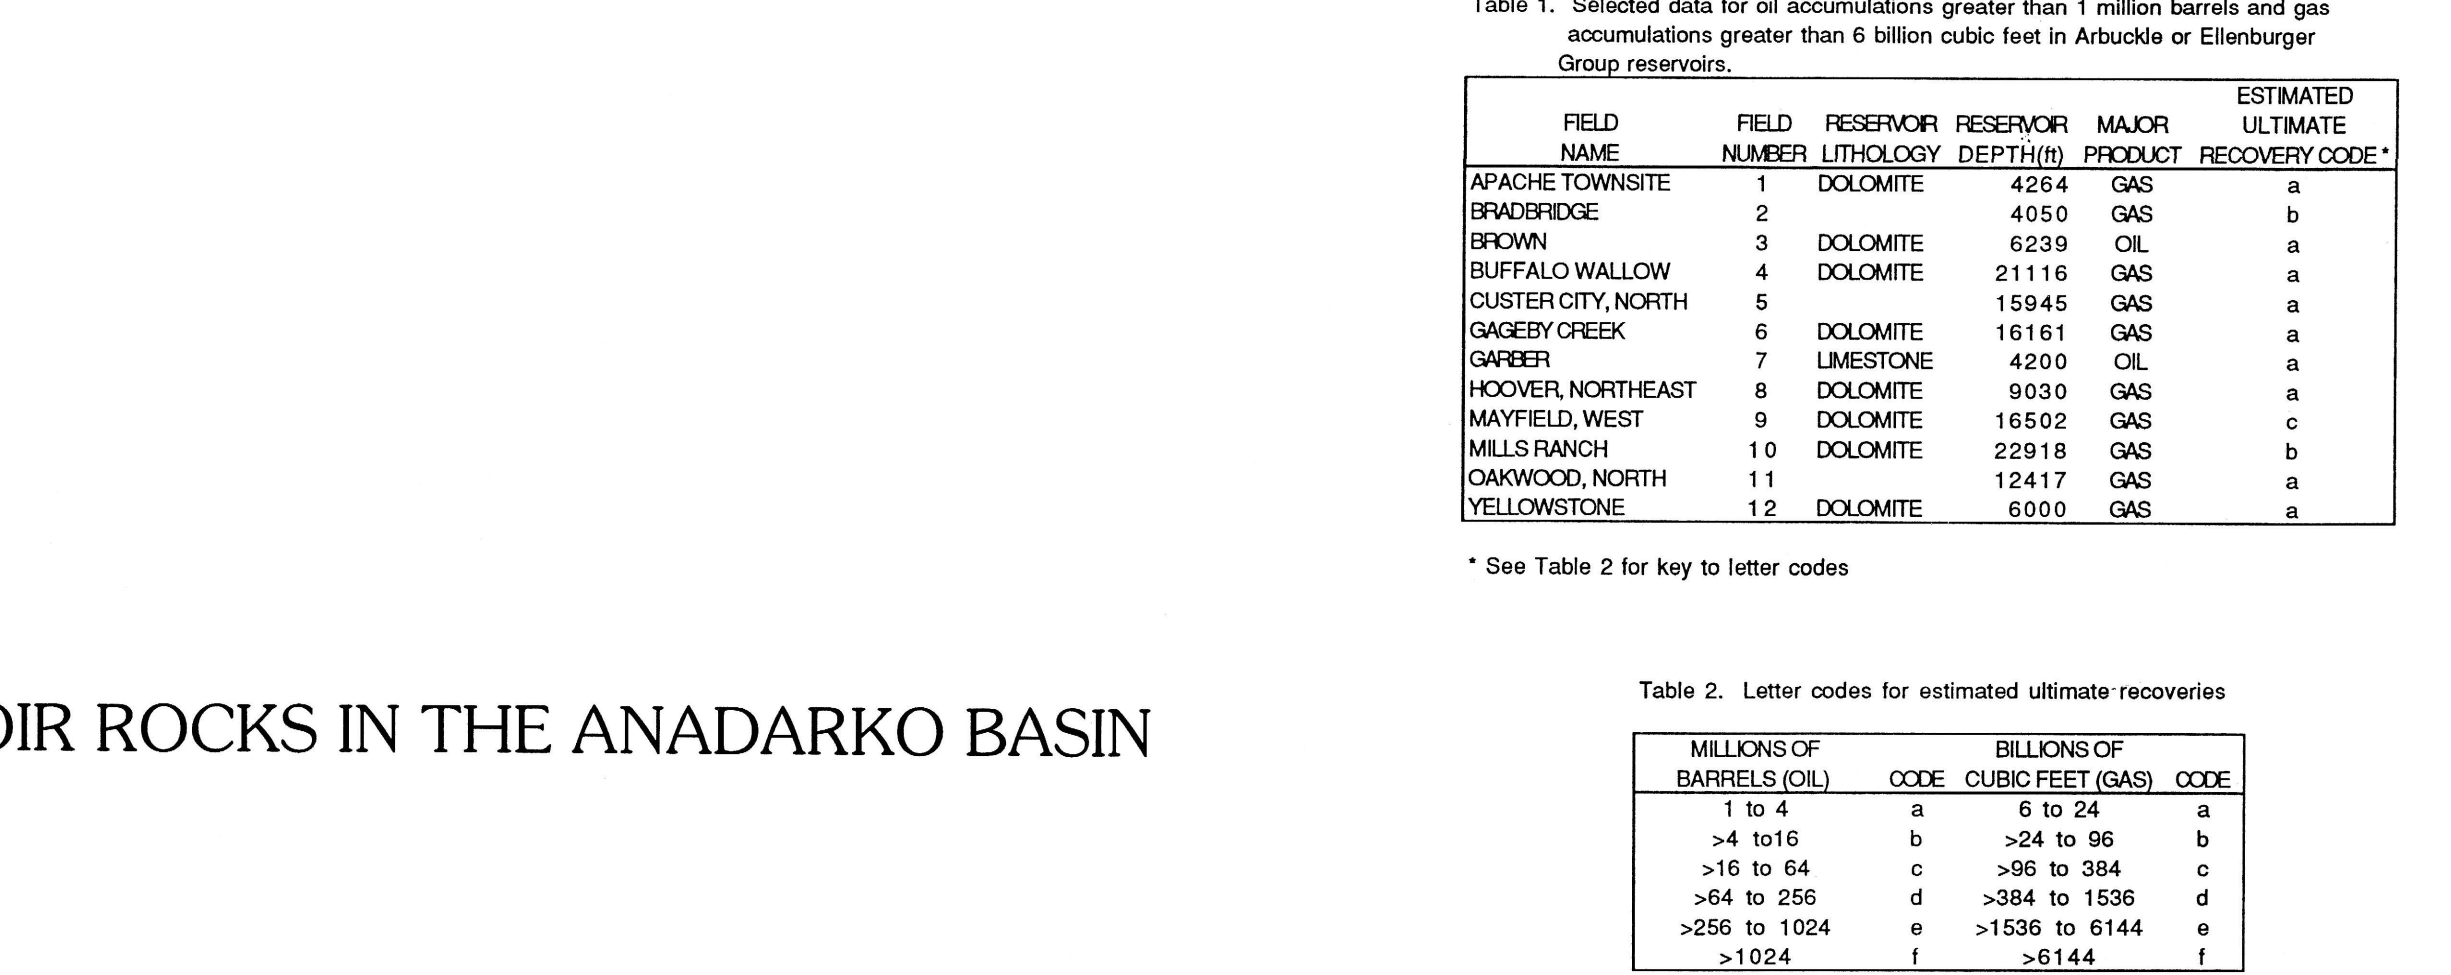 Table 1. Selected data for oil accumulations greater than 1 million barrels and gas
accumulations greater than 6 billion cubic feet in Arbuckle or Ellenburger
Group reservoirs.
ESTIMATED
FIELD FIELD RESERVOIR RESERVOIR MAJOR ULTIMATE
NAME NUMBER LITHOLOGY DEPTH(ft) PRODUCT RECOVERY CODE*
APACHE TOWNSITE 1 DOLOMITE 4264 GAS a
BRADBRIDGE 2 4050 GAS b
BROWN 3 DOLOMITE 6239 OIL a
BUFFALO WALLOW 4 DOLOMITE 21116 GAS a
CUSTER CITY, NORTH 5 15945 GAS a
GAGEBY CREEK 6 DOLOMITE 16161 GAS a
GARBER 7 LIMESTONE 4200 OIL a
HOOVER, NORTHEAST 8 DOLOMITE 9030 GAS a
MAYFIELD, WEST 9 DOLOMITE 16502 GAS c
MILLS RANCH 10 DOLOMITE 22918 GAS b
OAKWOOD, NORTH 11 12417 GAS a
YELLOWSTONE 12 DOLOMITE 6000 GAS a
* See Table 2 for key to letter codes
OIR ROCKS IN THE ANADARKO BASIN
Table 2. Letter codes for estimated ultimate recoveries
MILLIONS OF BILLIONS OF
BARRELS (OIL) CODE CUBIC FEET (GAS) CODE
1 to 4 a 6 to 24 a
>4 to16 b >24 to 96 b
>16 to 64 c >96 to 384 c
>64 to 256 d >384 to 1536 d
>256 to 1024 e >1536 to 6144 e
>1024 f >6144 f